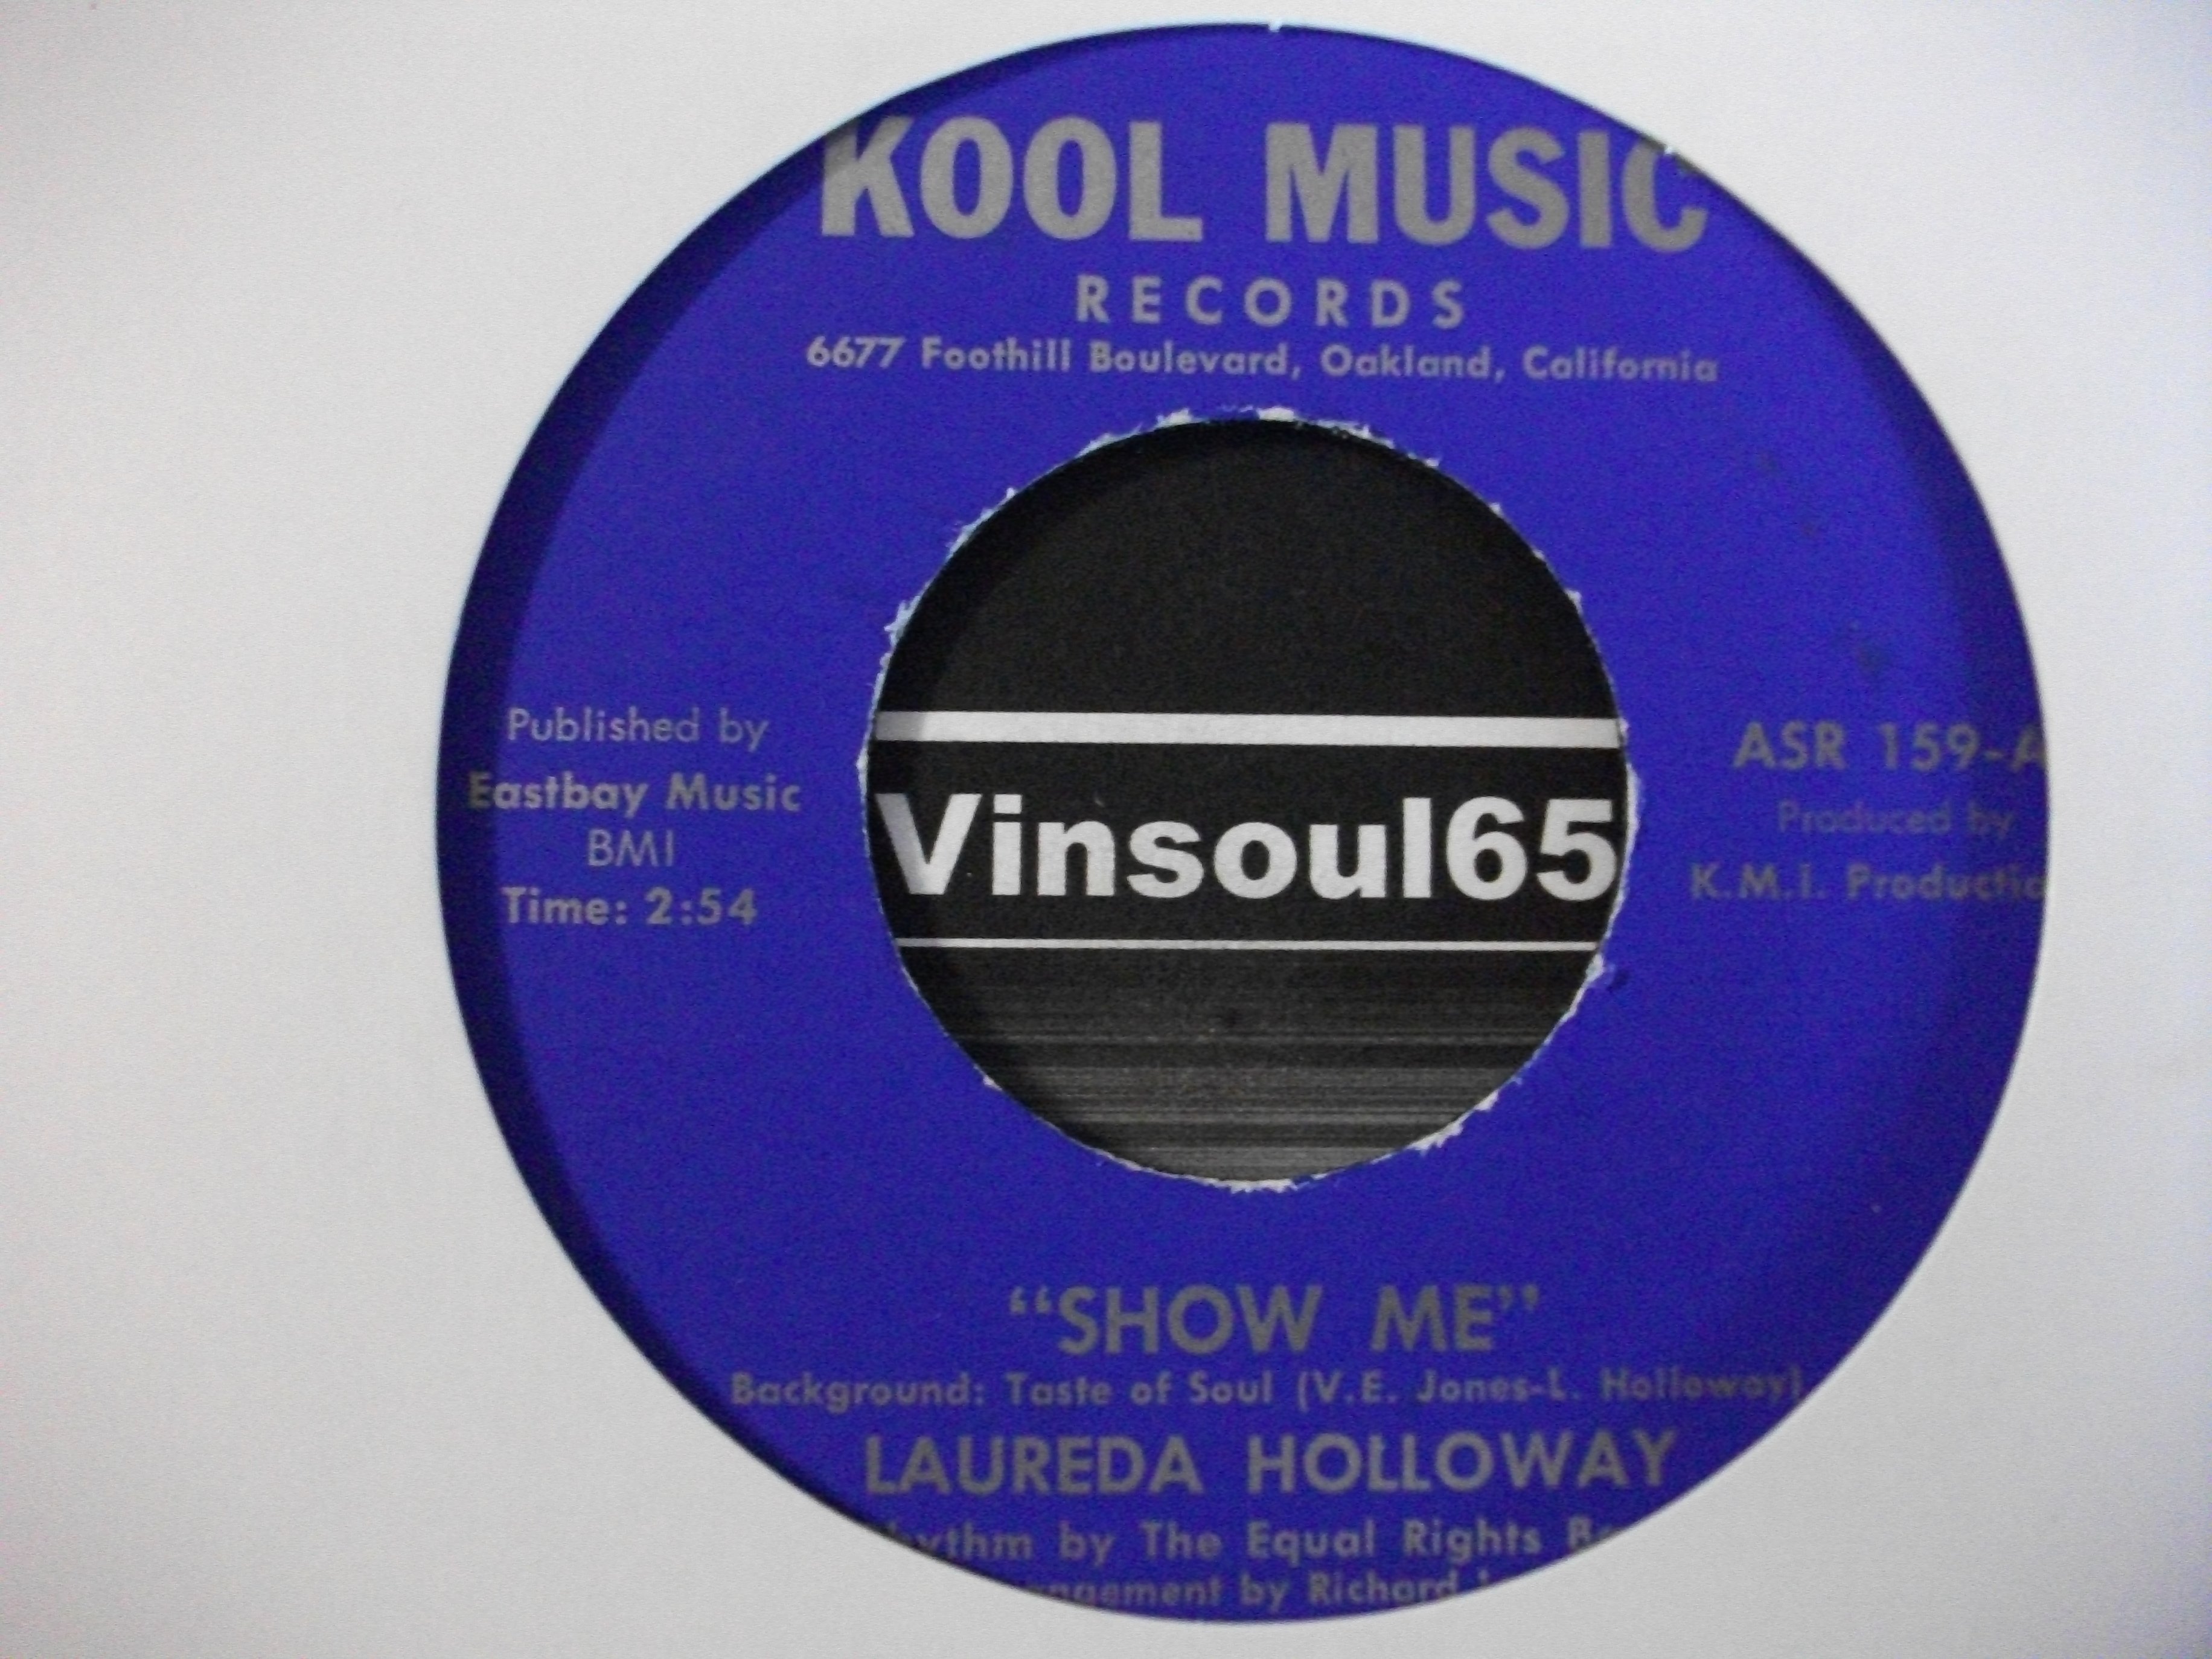 KOOL MUSIC
RECORDS
6677 Foothill Boulevard, Oakland, California
Published by
Eastbay Music
BMI
Time: 2:54
ASR 159-A
Produced by
K.M.I.
Vinsoul65
“SHOW ME”
Background: Taste of Soul (V.E. Jones-L. Holloway)
LAUREDA HOLLOWAY
by The Equal Rights
by Richard